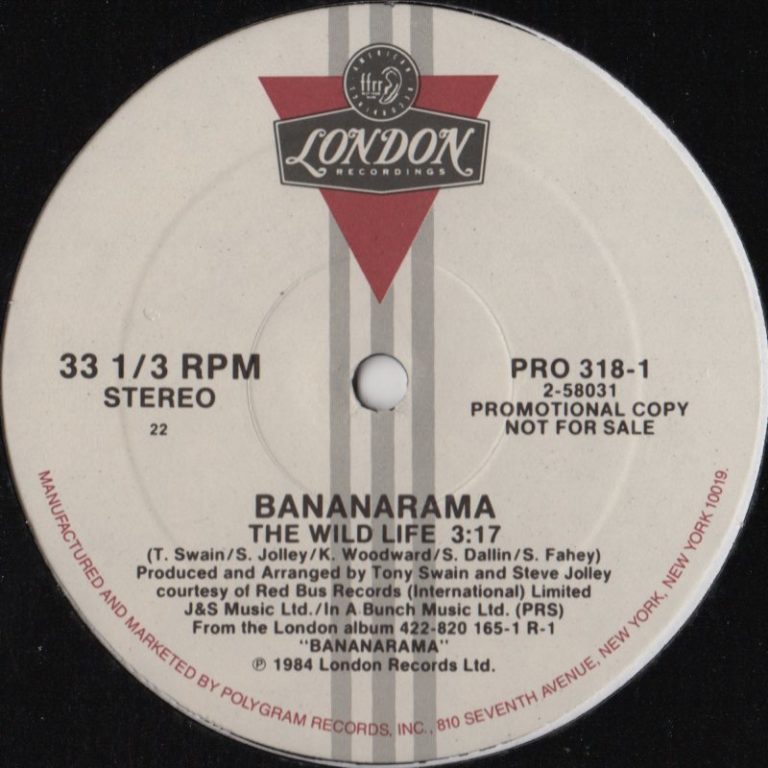 AMERICAN
ffrr
LONDON
RECORDINGS
33 1/3 RPM
STEREO
22
PRO 318-1
2-58031
PROMOTIONAL COPY
NOT FOR SALE
BANANARAMA
THE WILD LIFE 3:17
(T. Swain/S. Jolley/K. Woodward/S. Dallin/S. Fahey)
Produced and Arranged by Tony Swain and Steve Jolley
courtesy of Red Bus Records (International) Limited
J&S Music Ltd./In A Bunch Music Ltd. (PRS)
From the London album 422-820 165-1 R-1
"BANANARAMA"
℗ 1984 London Records Ltd.
MANUFACTURED AND MARKETED BY POLYGRAM RECORDS, INC., 810 SEVENTH AVENUE, NEW YORK, NEW YORK 10019.